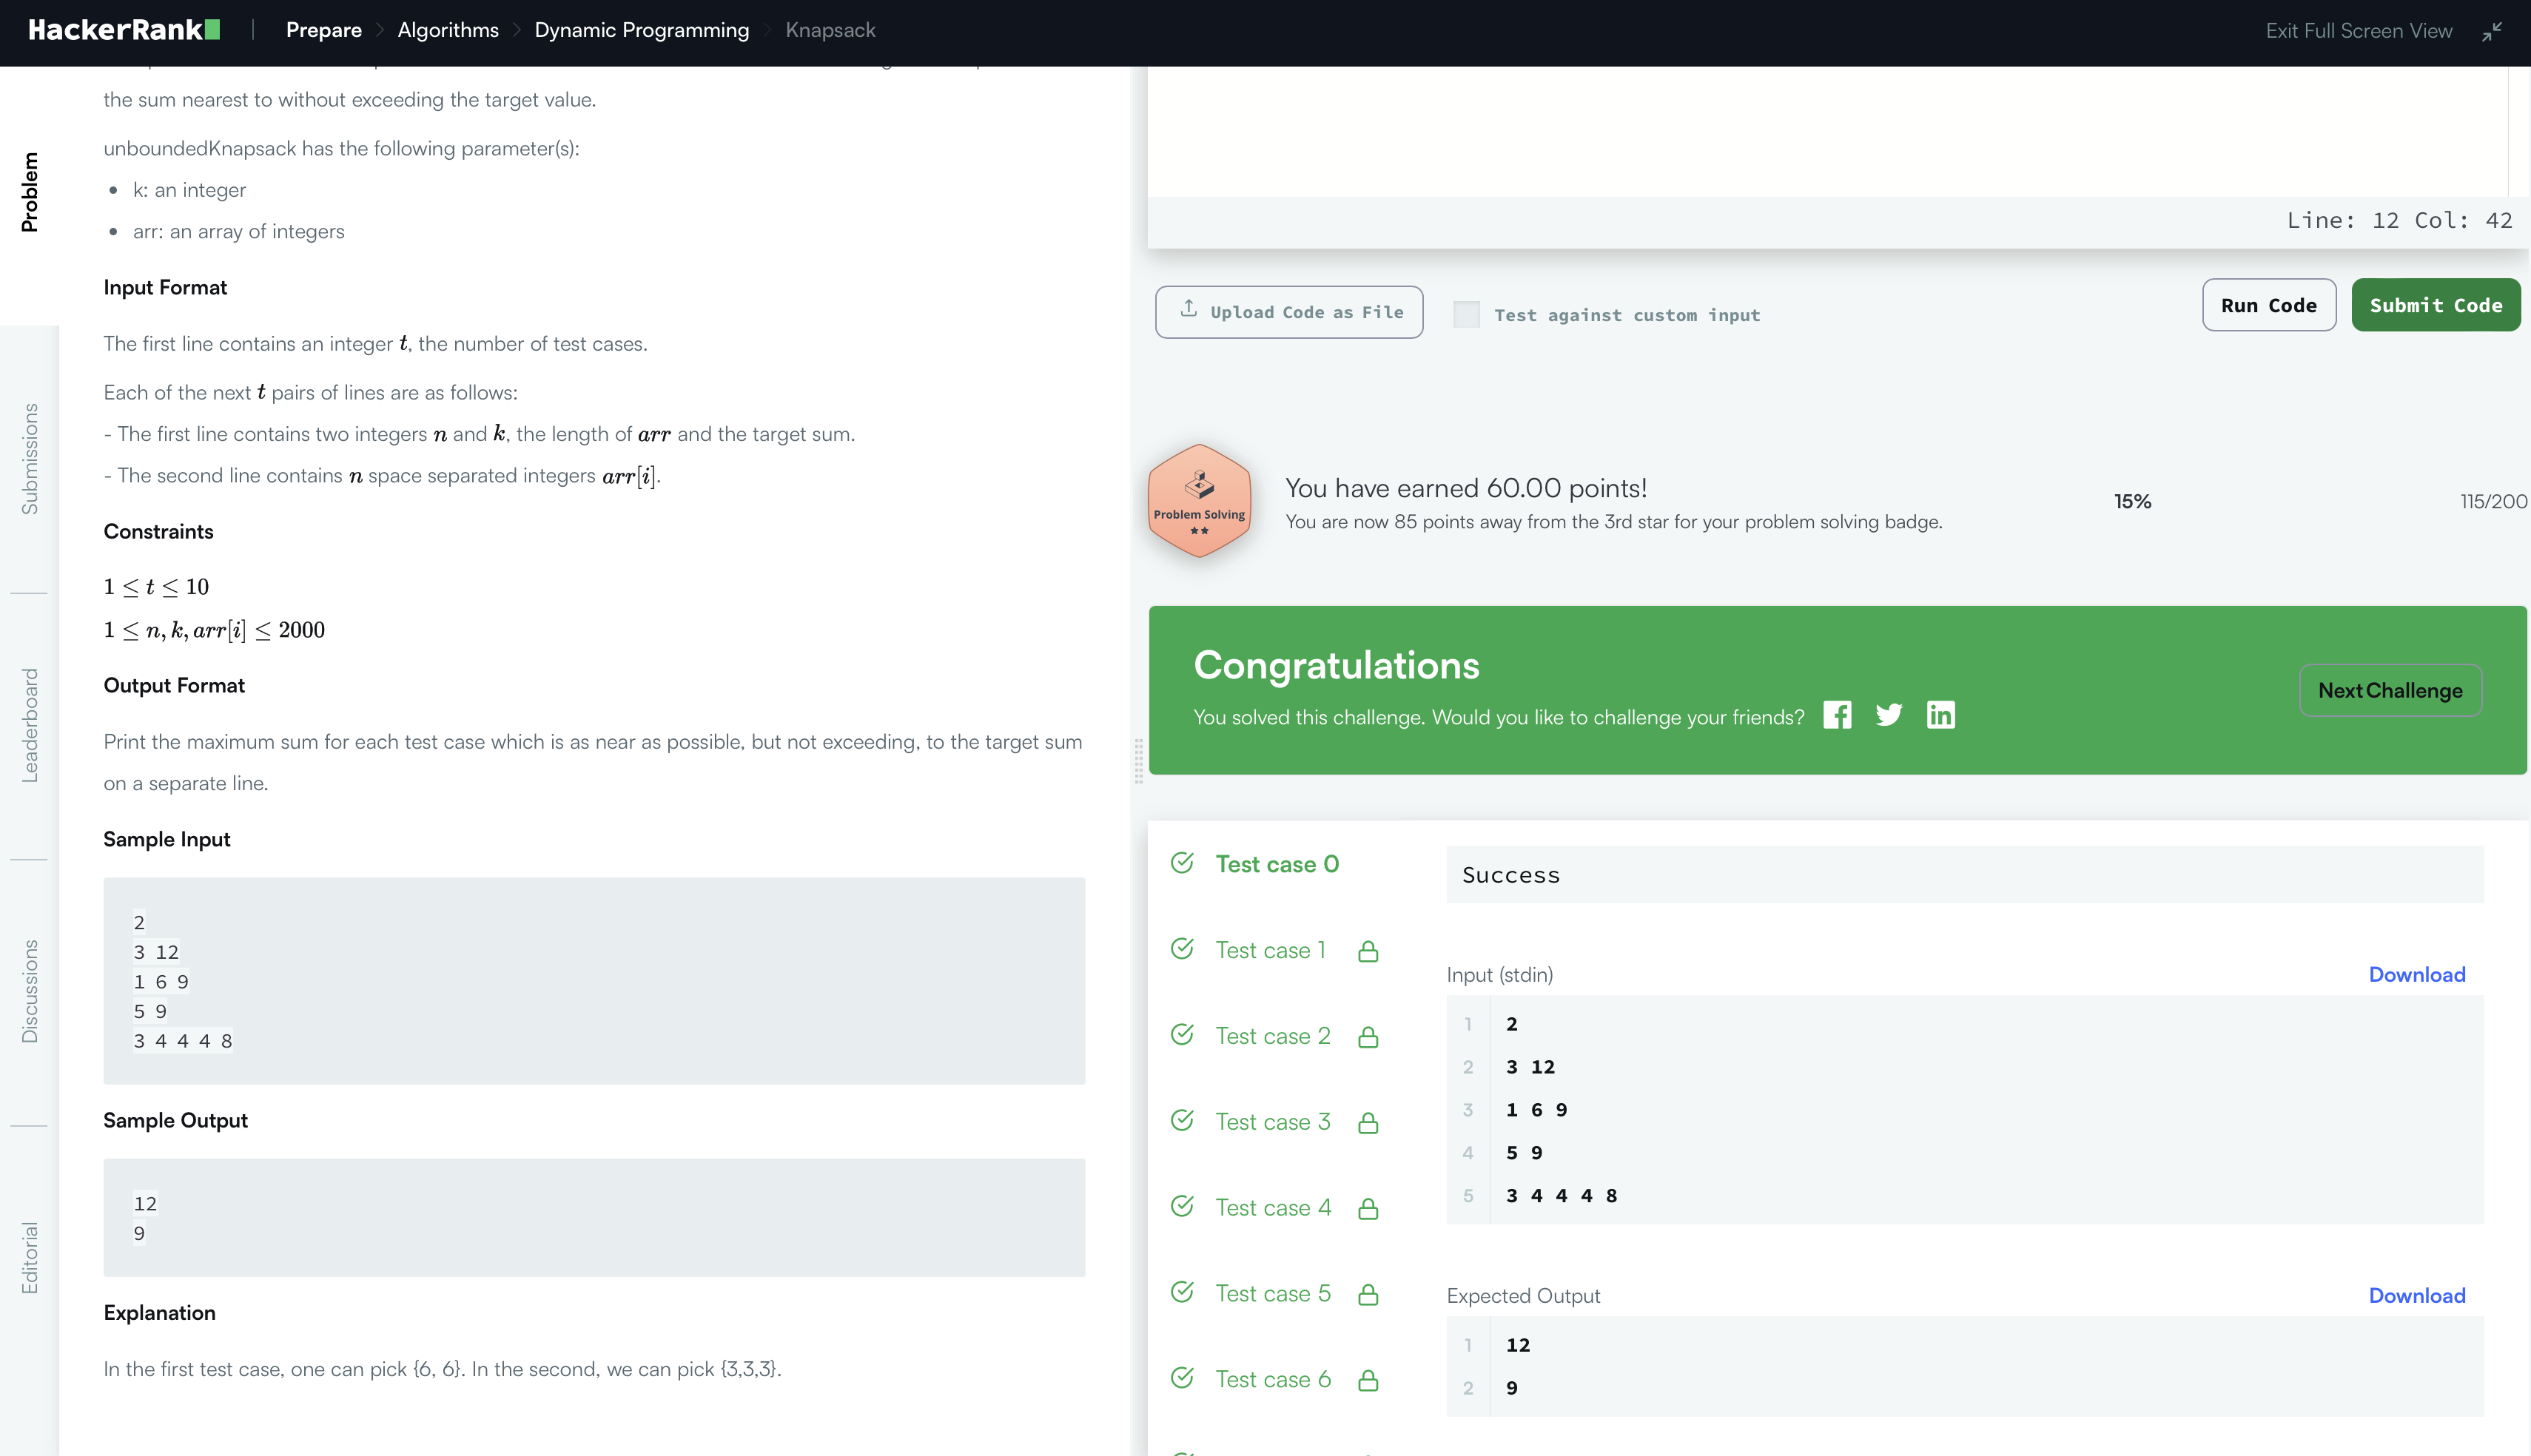 HackerRank
Prepare
Algorithms
Dynamic Programming
Knapsack
Exit Full Screen View
Problem
Submissions
Leaderboard
Discussions
Editorial
the sum nearest to without exceeding the target value.
unboundedKnapsack has the following parameter(s):
• k: an integer
• arr: an array of integers
Input Format
The first line contains an integer t, the number of test cases.
Each of the next t pairs of lines are as follows:
- The first line contains two integers n and k, the length of arr and the target sum.
- The second line contains n space separated integers arr[i].
Constraints
1 ≤ t ≤ 10
1 ≤ n, k, arr[i] ≤ 2000
Output Format
Print the maximum sum for each test case which is as near as possible, but not exceeding, to the target sum
on a separate line.
Sample Input
2
3 12
1 6 9
5 9
3 4 4 4 8
Sample Output
12
9
Explanation
In the first test case, one can pick {6, 6}. In the second, we can pick {3,3,3}.
Line: 12 Col: 42
Upload Code as File
Test against custom input
Run Code
Submit Code
Problem Solving
You have earned 60.00 points!
You are now 85 points away from the 3rd star for your problem solving badge.
15%
115/200
Congratulations
You solved this challenge. Would you like to challenge your friends?
Next Challenge
Test case 0
Test case 1
Test case 2
Test case 3
Test case 4
Test case 5
Test case 6
Success
Input (stdin)
Download
1 2
2 3 12
3 1 6 9
4 5 9
5 3 4 4 4 8
Expected Output
Download
1 12
2 9